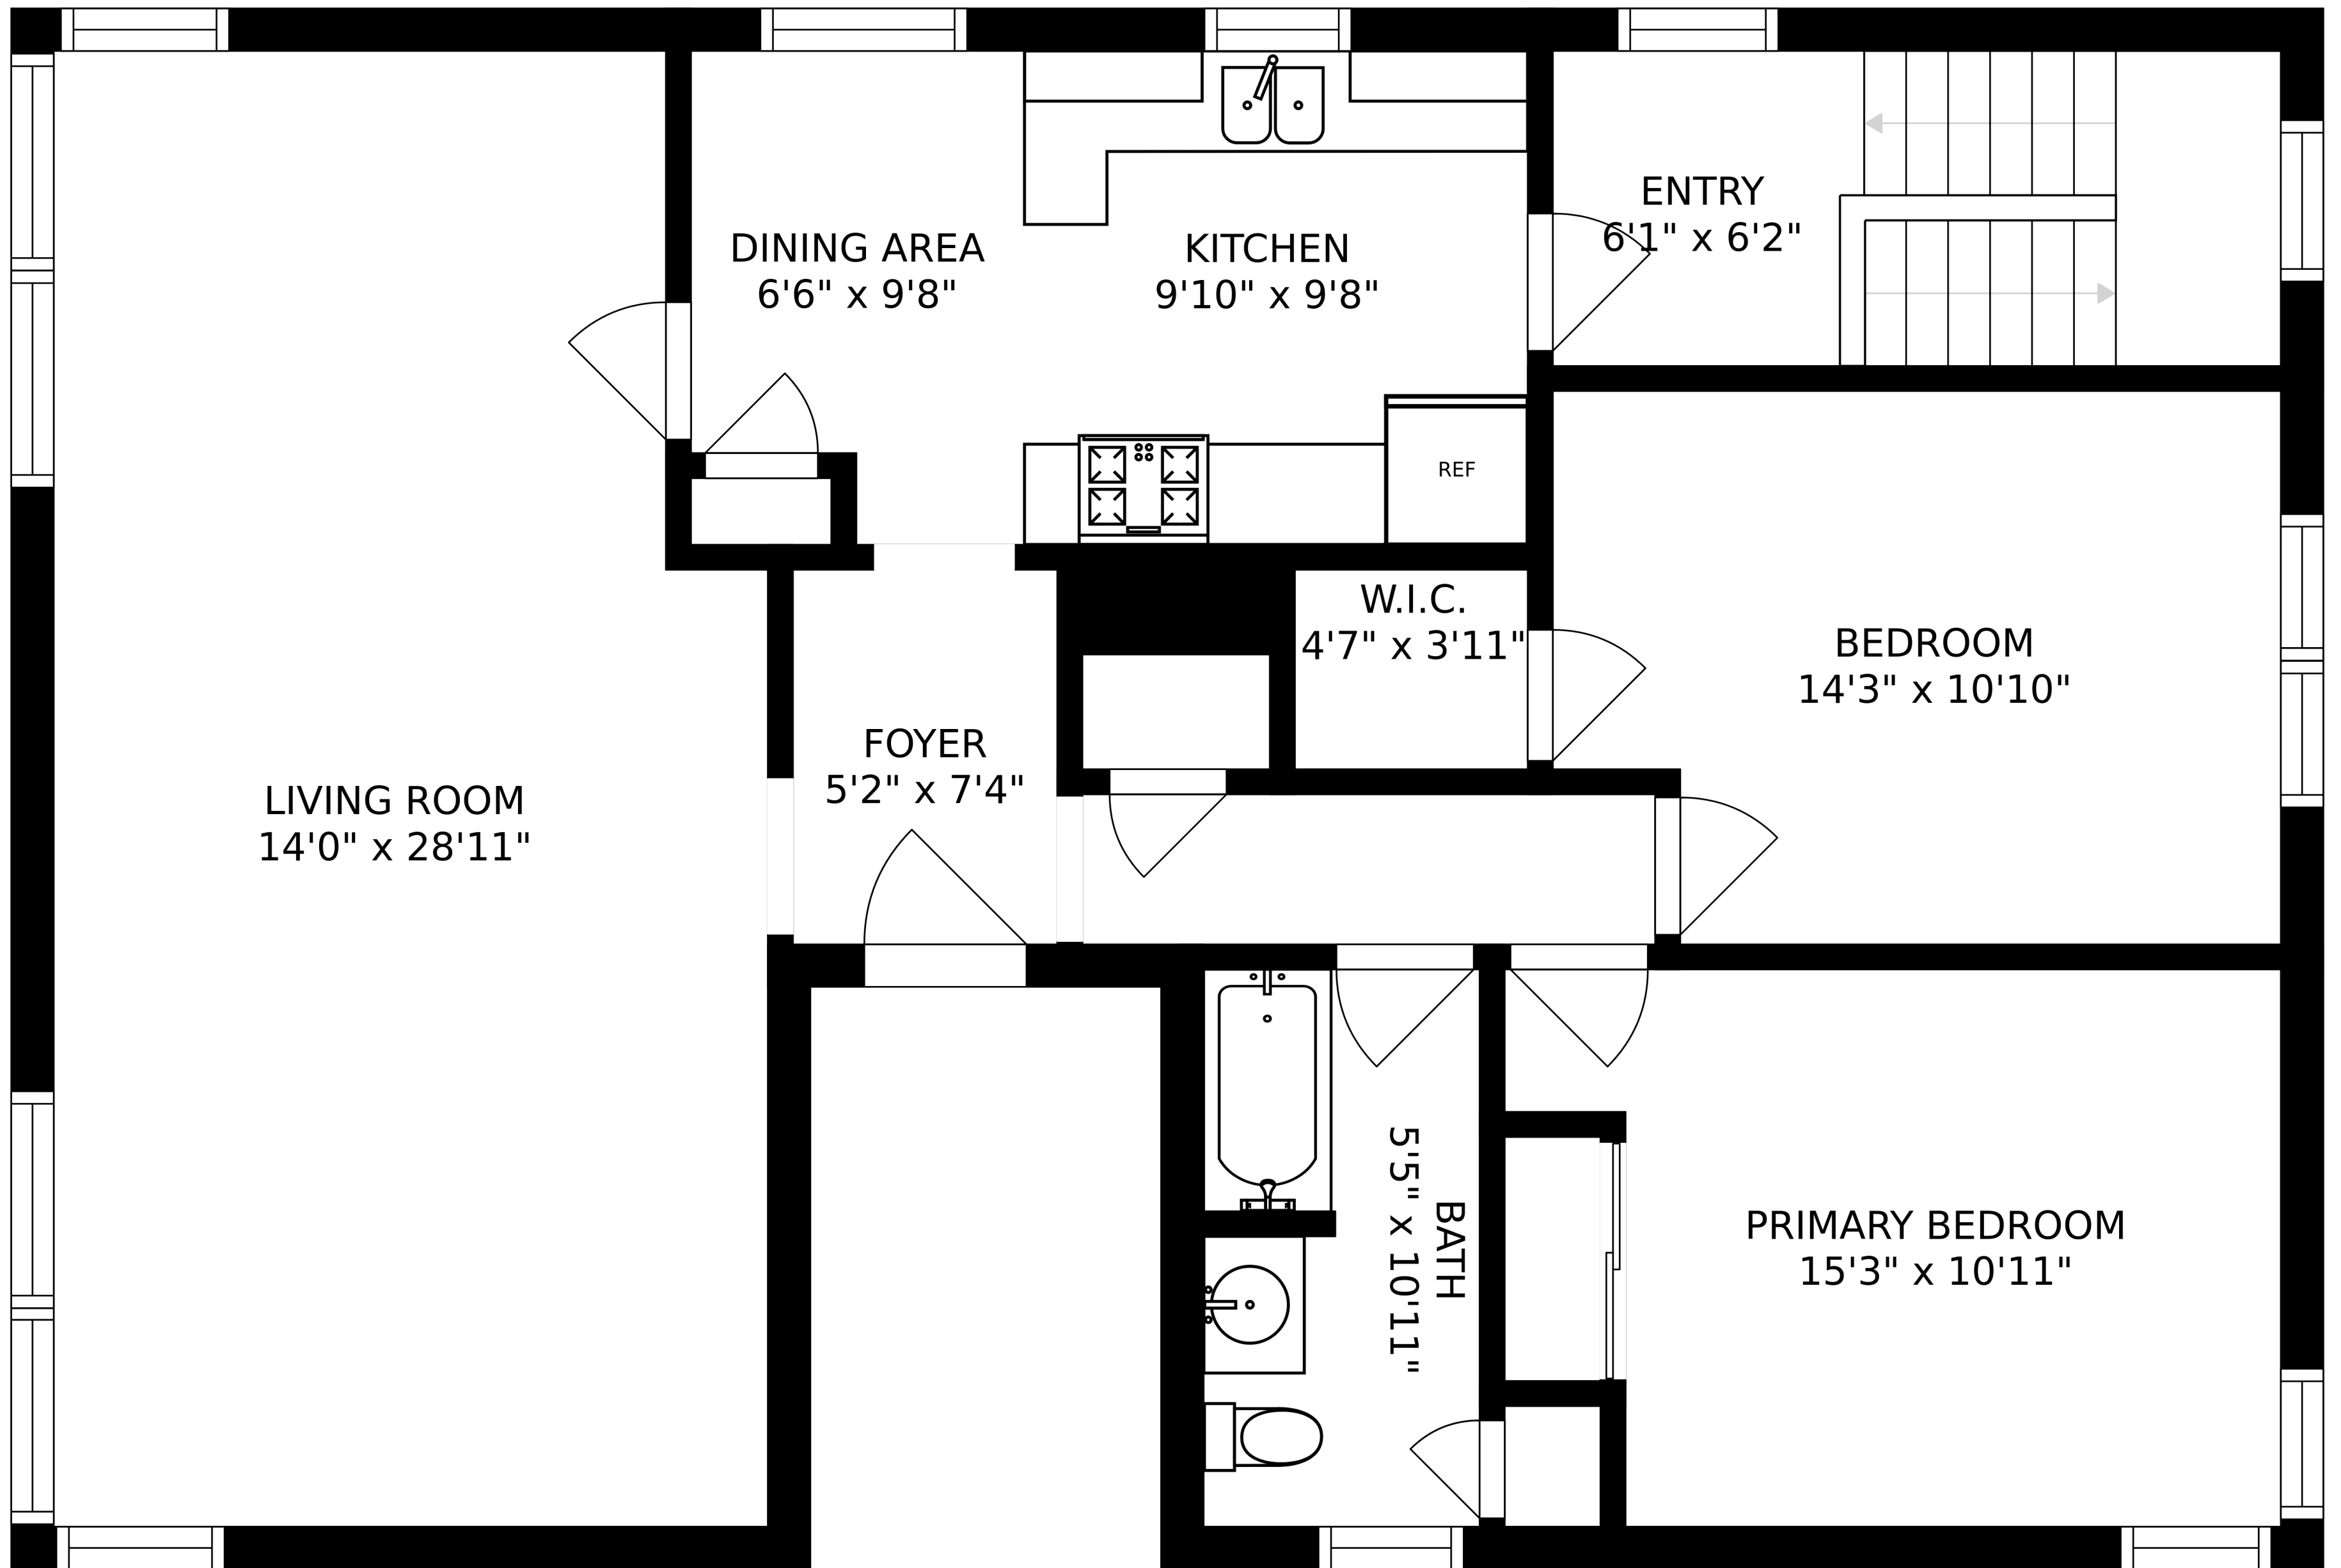 ENTRY
6'1" x 6'2"
DINING AREA
6'6" x 9'8"
KITCHEN
9'10" x 9'8"
REF
W.I.C.
4'7" x 3'11"
BEDROOM
14'3" x 10'10"
FOYER
5'2" x 7'4"
LIVING ROOM
14'0" x 28'11"
BATH
5'5" x 10'11"
PRIMARY BEDROOM
15'3" x 10'11"